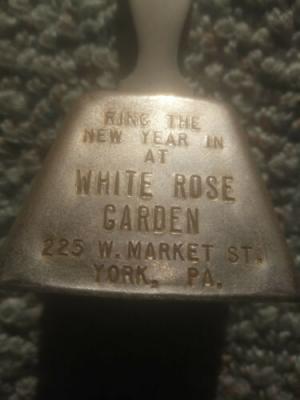 RING THE
NEW YEAR IN
AT
WHITE ROSE
GARDEN
225 W. MARKET ST.
YORK, PA.